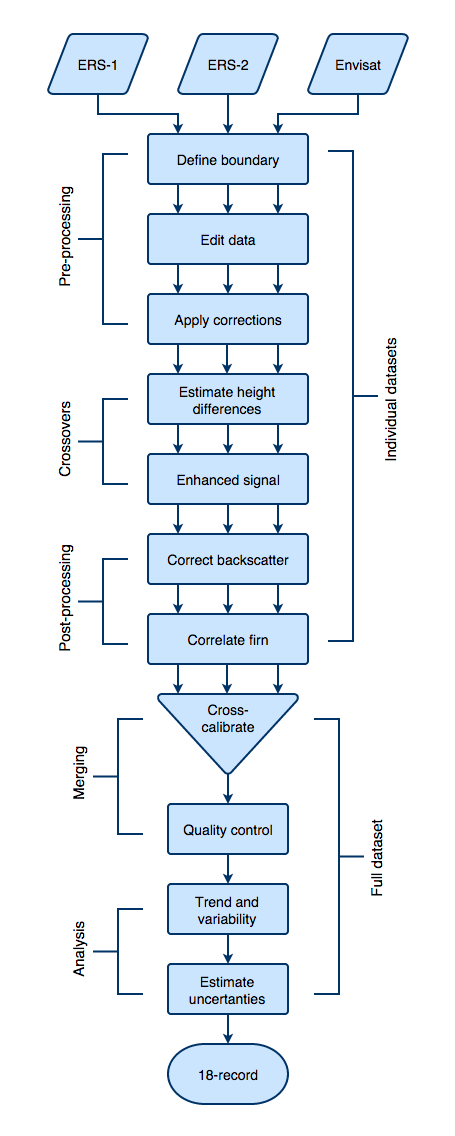 ERS-1
ERS-2
Envisat
Define boundary
Edit data
Pre-processing
Apply corrections
Estimate height
differences
Individual datasets
Crossovers
Enhanced signal
Correct backscatter
Post-processing
Correlate firn
Cross-
calibrate
Merging
Quality control
Full dataset
Trend and
variability
Analysis
Estimate
uncertanties
18-record